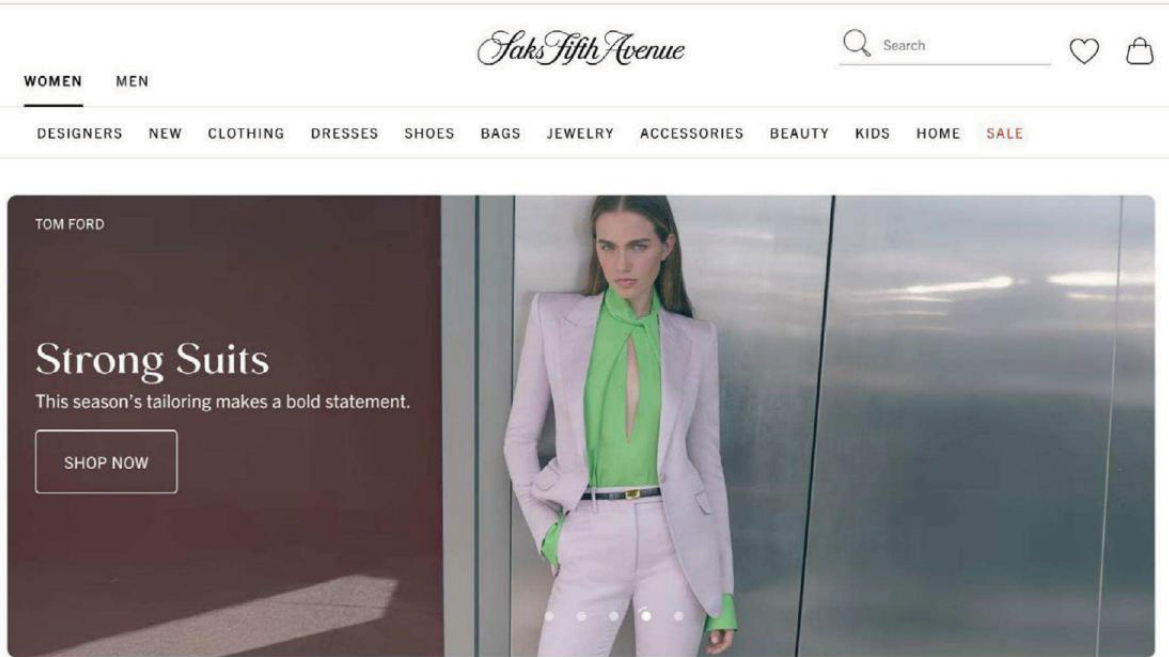 Saks Fifth Avenue
Search
WOMEN MEN
DESIGNERS NEW CLOTHING DRESSES SHOES BAGS JEWELRY ACCESSORIES BEAUTY KIDS HOME SALE
TOM FORD
Strong Suits
This season's tailoring makes a bold statement.
SHOP NOW